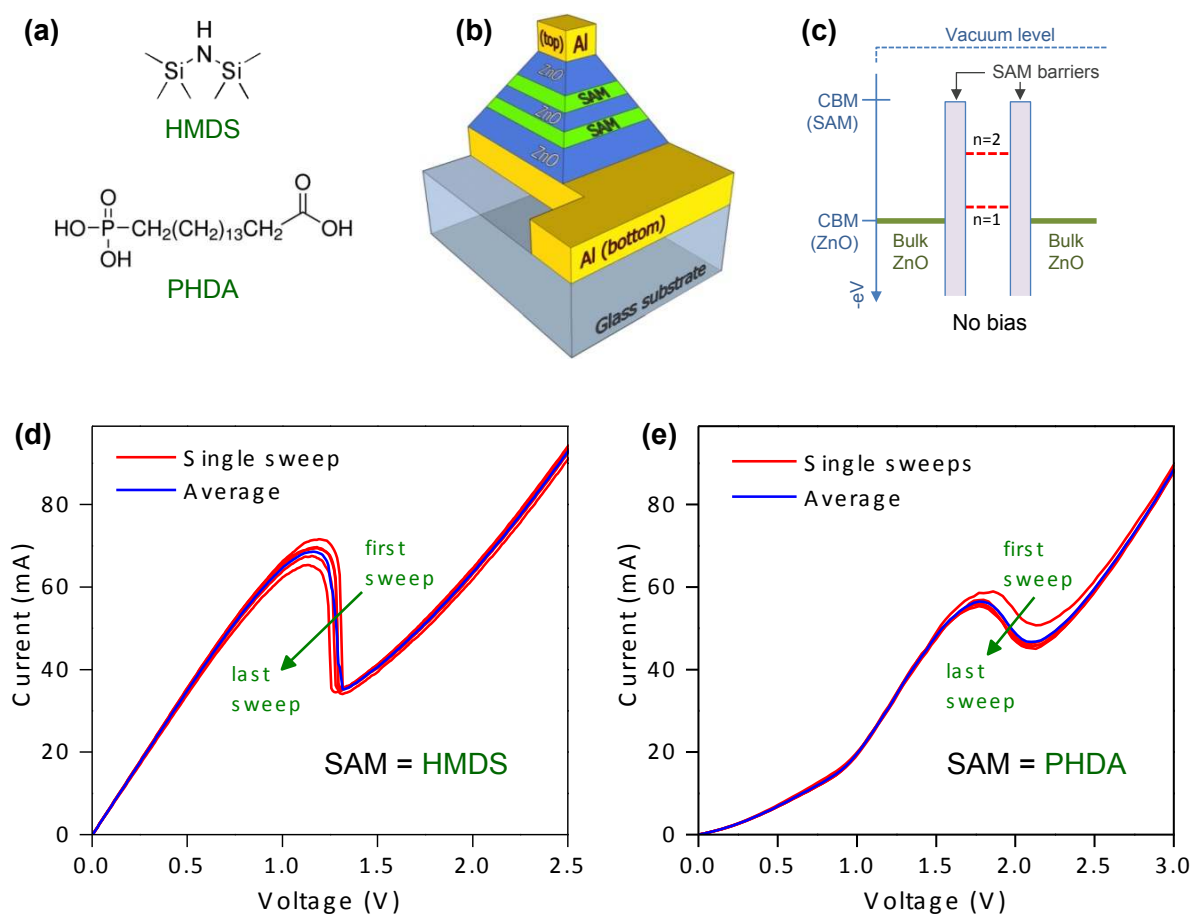 (a)
H
N
Si Si
HMDS
O
HO P CH₂(CH₂)₁₃CH₂ OH
OH
O
PHDA
(b)
(top) Al
ZnO
SAM
ZnO
SAM
ZnO
Al (bottom)
Glass substrate
(c)
Vacuum level
SAM barriers
CBM
(SAM)
n=2
n=1
CBM
(ZnO)
Bulk
ZnO
Bulk
ZnO
-eV
No bias
(d)
Single sweep
Average
first
sweep
last
sweep
SAM = HMDS
Current (mA)
80
60
40
20
0
0.0 0.5 1.0 1.5 2.0 2.5
Voltage (V)
(e)
Single sweeps
Average
first
sweep
last
sweep
SAM = PHDA
Current (mA)
80
60
40
20
0
0.0 0.5 1.0 1.5 2.0 2.5 3.0
Voltage (V)